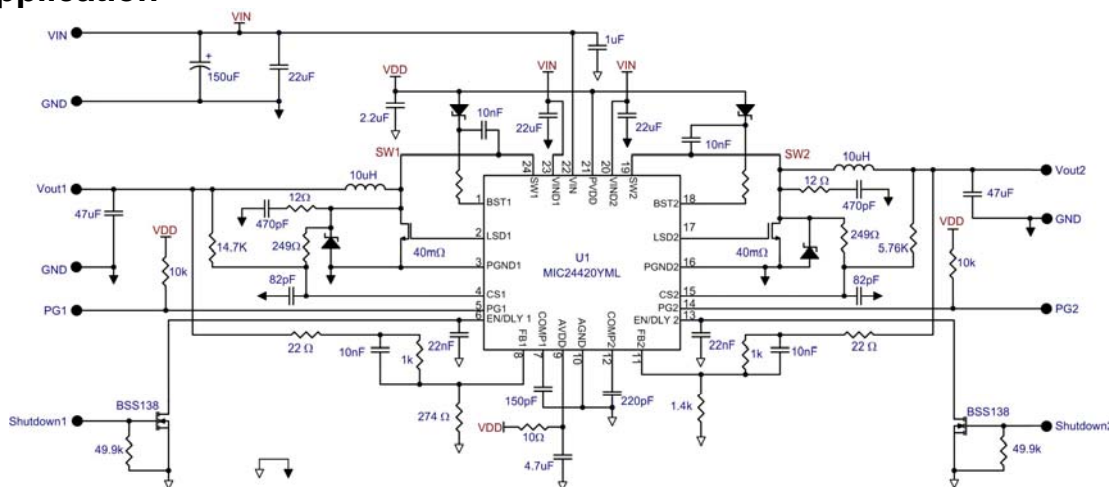 VIN
VIN
1uF
150uF
22uF
GND
VDD
VIN
VIN
2.2uF
10nF
22uF
22uF
10nF
SW1
SW2
24
23
22
21
20
19
SW1
VIND1
VIN
PVDD
VIND2
SW2
10uH
10uH
Vout1
Vout2
47uF
12Ω
470pF
1
BST1
BST2
18
12 Ω
470pF
47uF
VDD
14.7K
249Ω
40mΩ
2
LSD1
LSD2
17
40mΩ
249Ω
5.76K
VDD
GND
GND
U1
MIC24420YML
3
PGND1
PGND2
16
10k
82pF
4
CS1
CS2
15
82pF
10k
PG1
5
PG1
PG2
14
PG2
6
EN/DLY 1
EN/DLY 2
13
22 Ω
10nF
1k
22nF
FB1
COMP1
AVDD
AGND
COMP2
FB2
22nF
1k
10nF
22 Ω
8
7
9
10
12
11
150pF
220pF
274 Ω
1.4k
BSS138
BSS138
Shutdown1
Shutdown2
VDD
10Ω
49.9k
49.9k
4.7uF